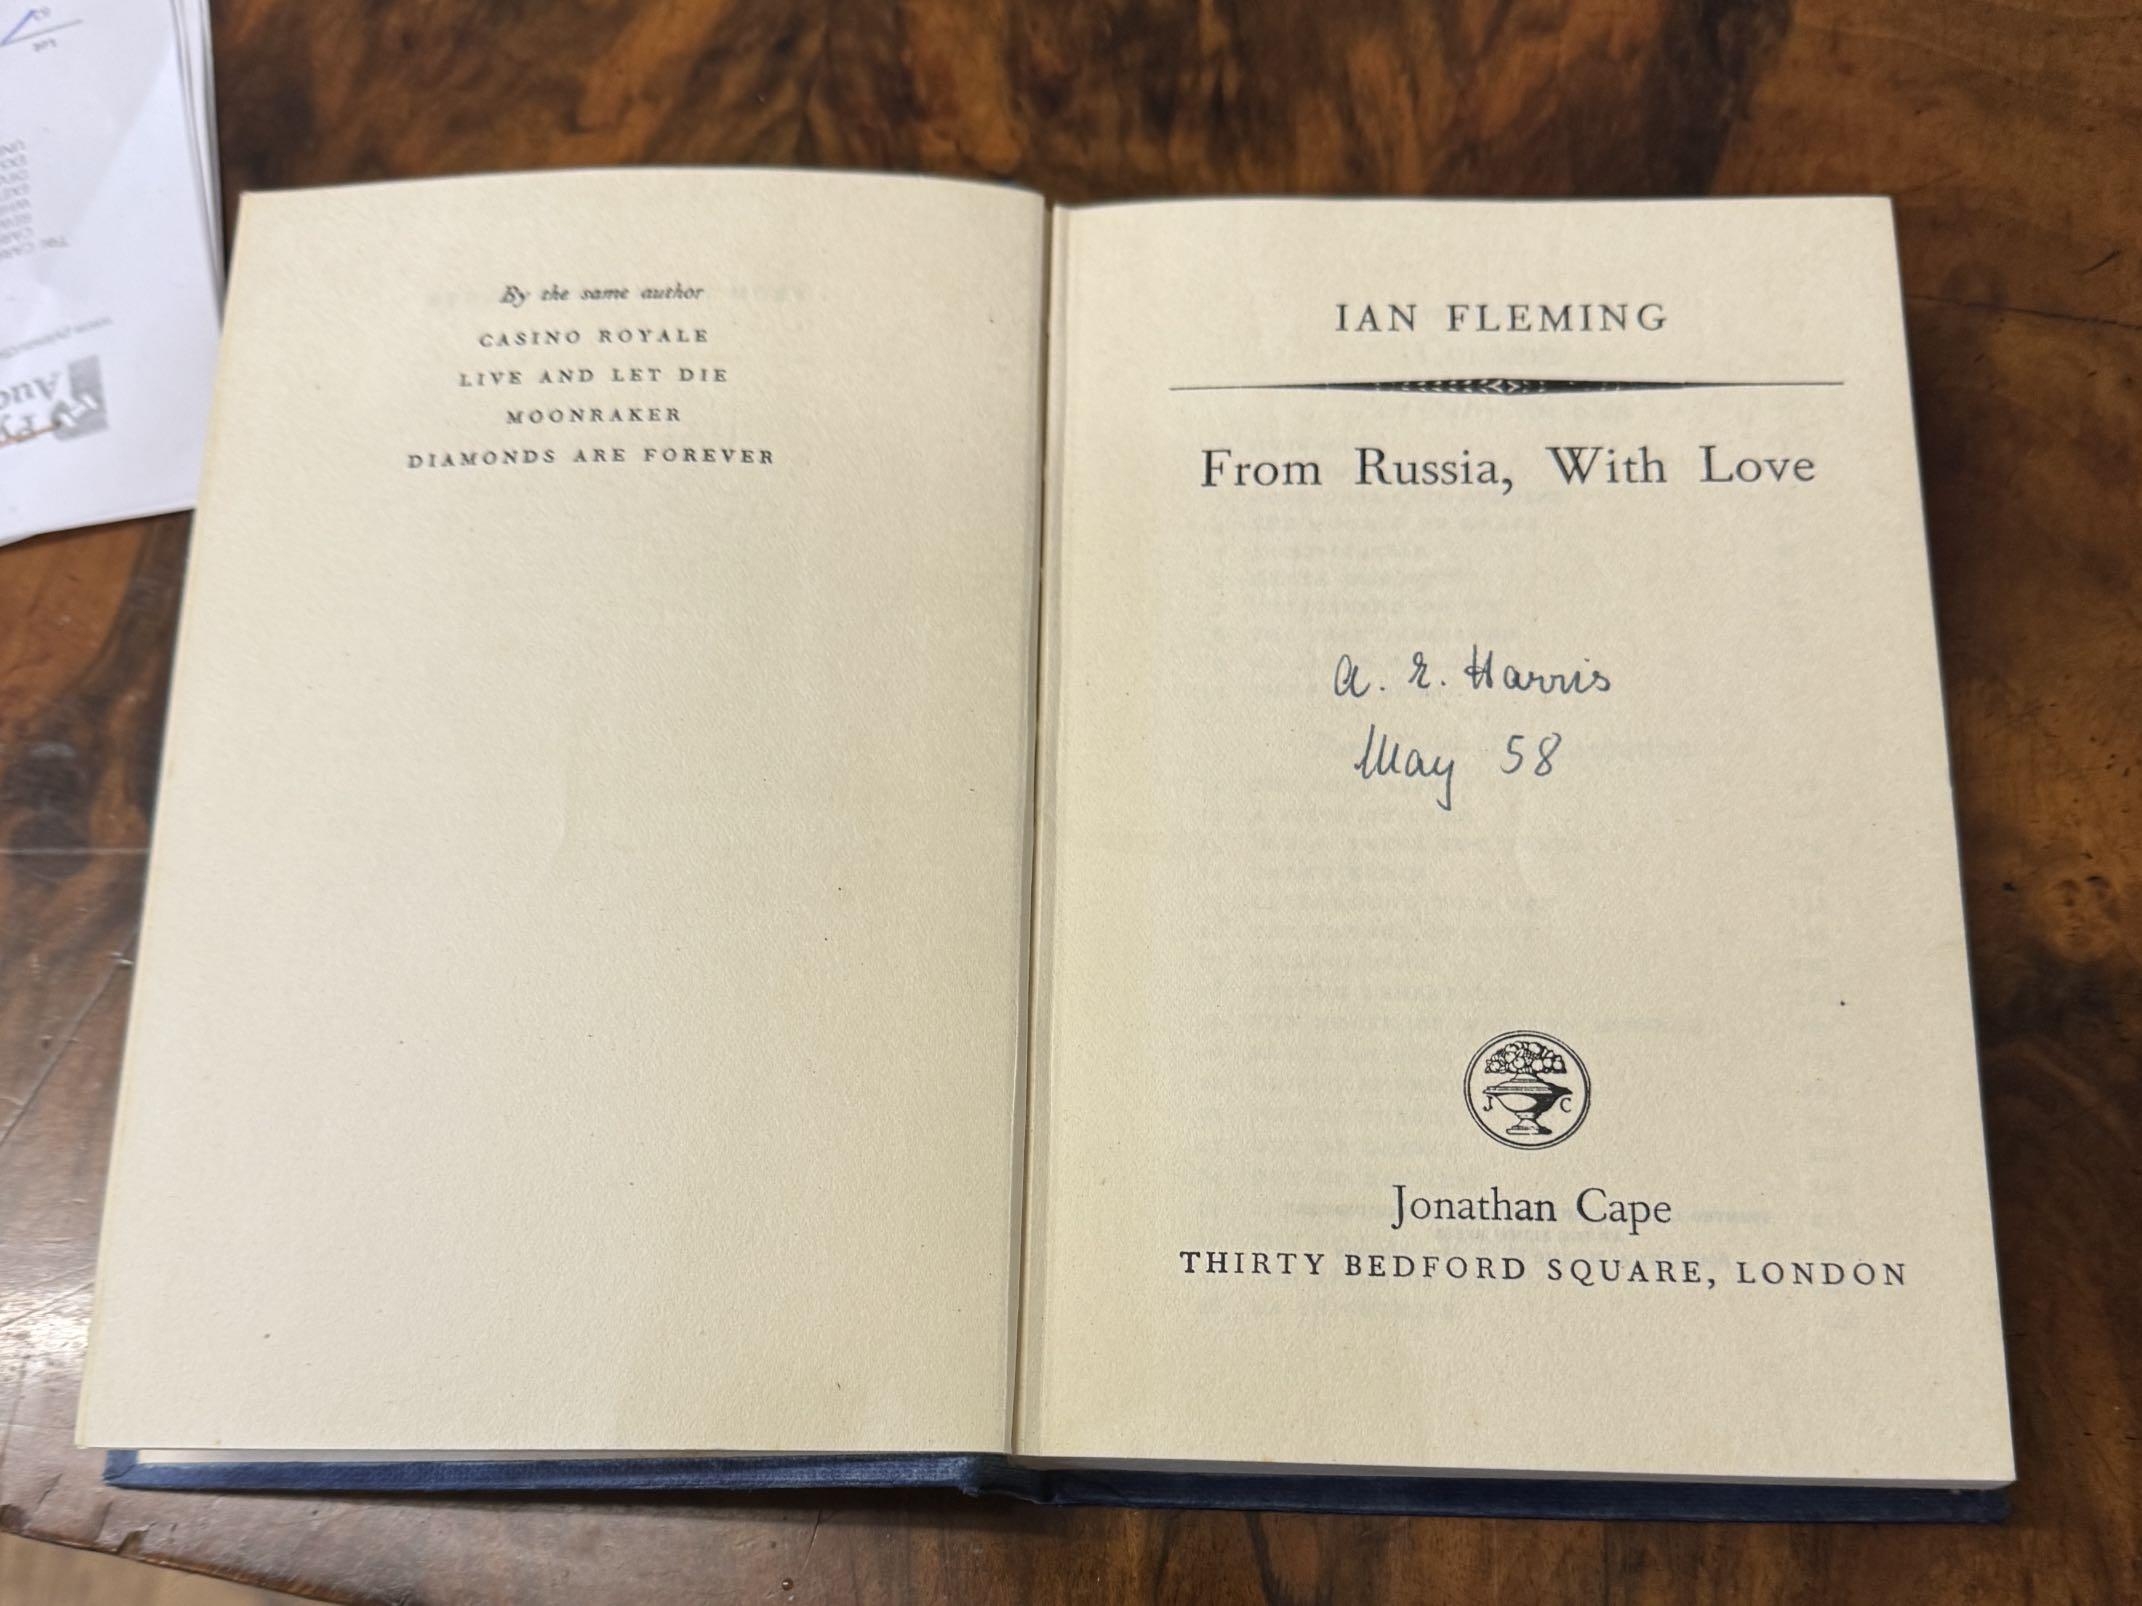 By the same author
CASINO ROYALE
LIVE AND LET DIE
MOONRAKER
DIAMONDS ARE FOREVER
IAN FLEMING
From Russia, With Love
A. E. Harris
May 58
J C
Jonathan Cape
THIRTY BEDFORD SQUARE, LONDON